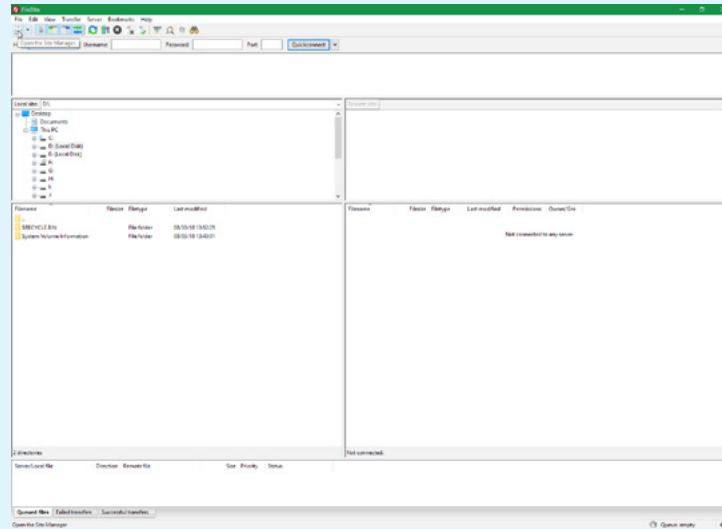 FileZilla
File Edit View Transfer Server Bookmarks Help
Open the Site Manager Username: Password: Port: Quickconnect
Local site: D:\ Remote site:
Desktop
Documents
This PC
C:
D: (Local Disk)
E: (Local Disk)
Filename Filesize Filetype Last modified
..
$RECYCLE.BIN File folder
System Volume Information File folder
2 directories
Filename Filesize Filetype Last modified Permissions Owner/Gro
Not connected to any server
Not connected.
Server/Local file Direction Remote file Size Priority Status
Queued files Failed transfers Successful transfers
Open the Site Manager Queue: empty